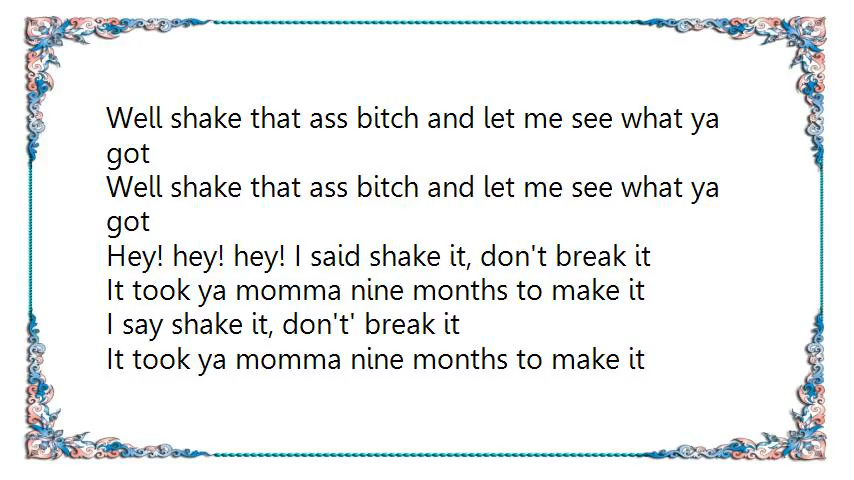 Well shake that ass bitch and let me see what ya
got
Well shake that ass bitch and let me see what ya
got
Hey! hey! hey! I said shake it, don't break it
It took ya momma nine months to make it
I say shake it, don't' break it
It took ya momma nine months to make it